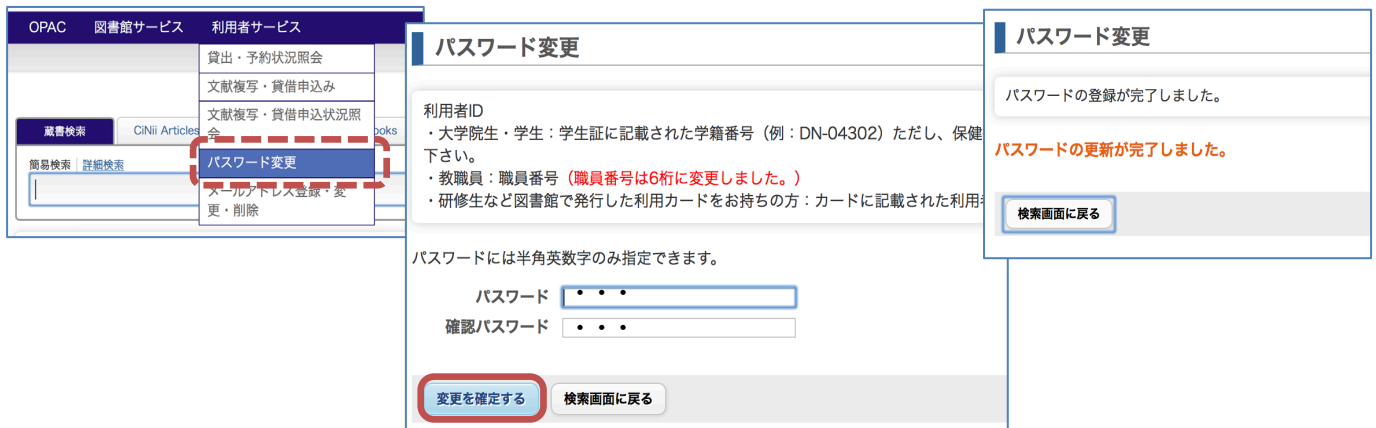 OPAC 図書館サービス 利用者サービス
貸出・予約状況照会
文献複写・貸借申込み
文献複写・貸借申込状況照
会
パスワード変更
メールアドレス登録・変
更・削除
蔵書検索 CiNii Articles ooks
簡易検索 詳細検索
パスワード変更
利用者ID
・大学院生・学生：学生証に記載された学籍番号（例：DN-04302）ただし、保健
下さい。
・教職員：職員番号（職員番号は6桁に変更しました。）
・研修生など図書館で発行した利用カードをお持ちの方：カードに記載された利用
パスワードには半角英数字のみ指定できます。
パスワード ・・・
確認パスワード ・・・
変更を確定する 検索画面に戻る
パスワード変更
パスワードの登録が完了しました。
パスワードの更新が完了しました。
検索画面に戻る